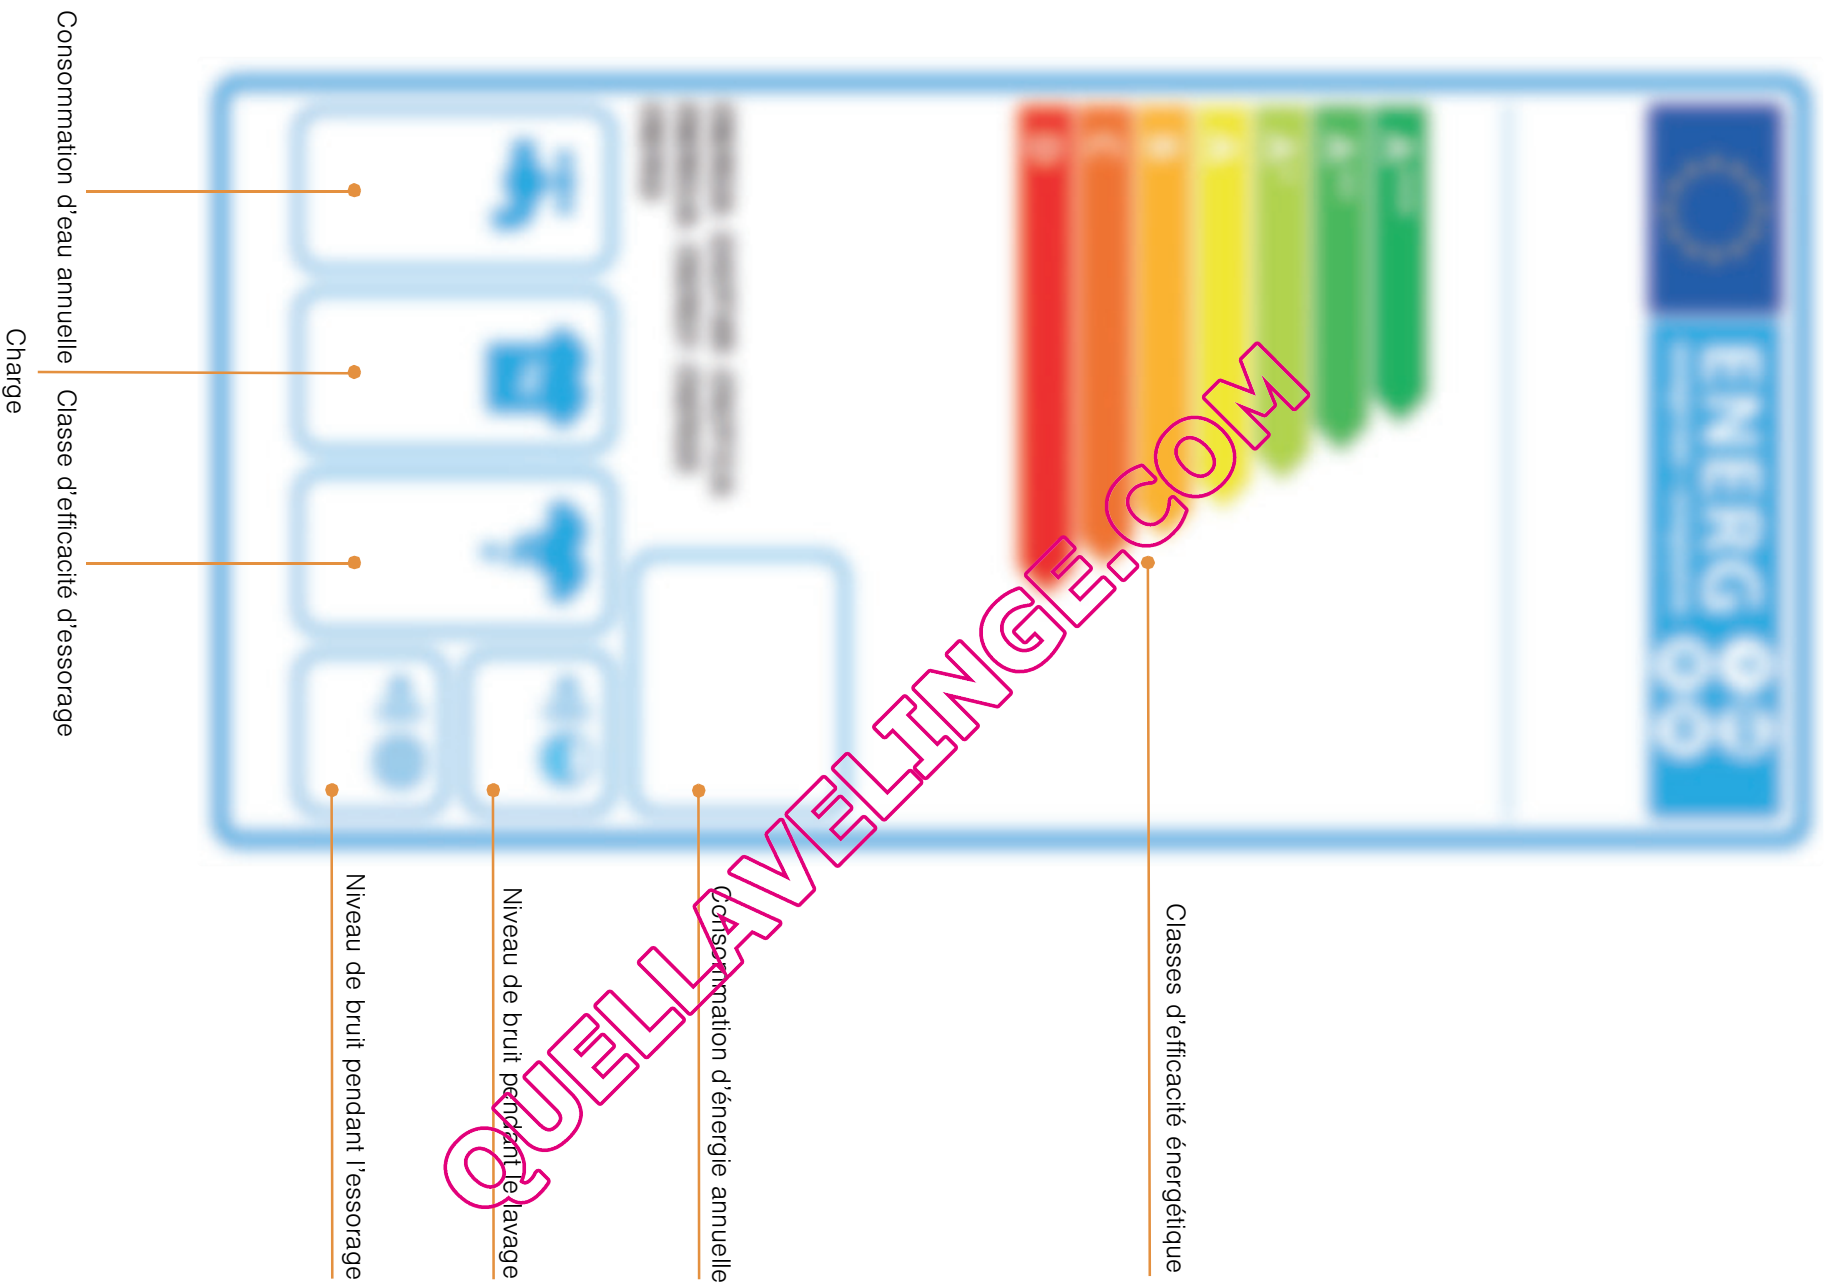 ENERG
A
A
A
A
B
C
D
Classes d'efficacité énergétique
Consommation d'énergie annuelle
Niveau de bruit pendant le lavage
Niveau de bruit pendant l'essorage
Consommation d'eau annuelle
Classe d'efficacité d'essorage
Charge
QUELLAVELINGE.COM